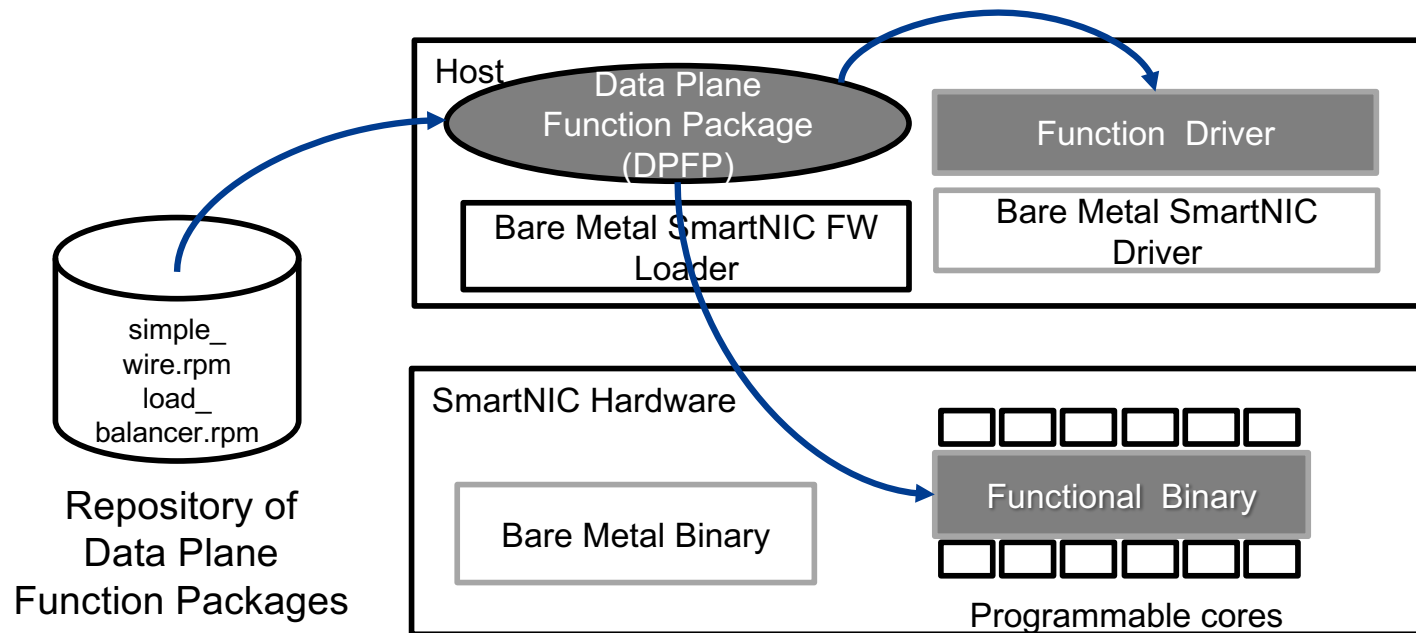 Host
Data Plane
Function Package
(DPFP)
Function Driver
Bare Metal SmartNIC FW
Loader
Bare Metal SmartNIC
Driver
simple_
wire.rpm
load_
balancer.rpm
Repository of
Data Plane
Function Packages
SmartNIC Hardware
Bare Metal Binary
Functional Binary
Programmable cores